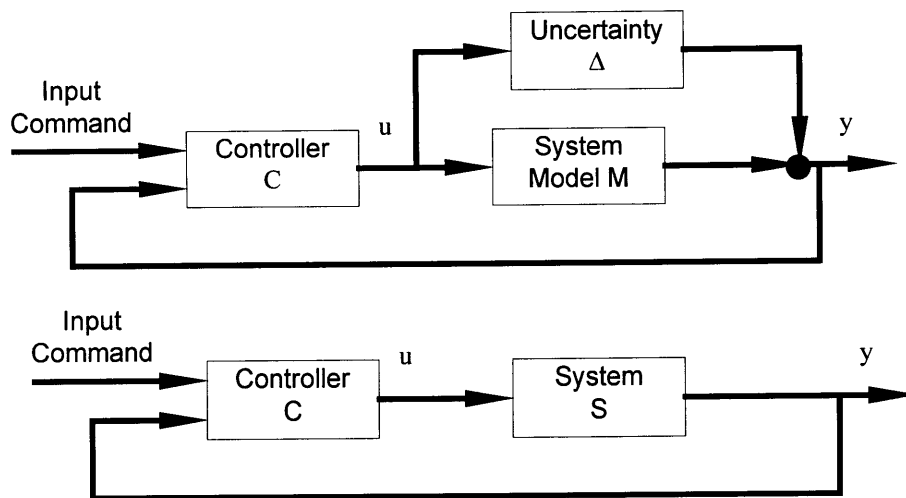 Uncertainty
Δ
Input
Command
u
y
Controller
C
System
Model M
Input
Command
u
y
Controller
C
System
S